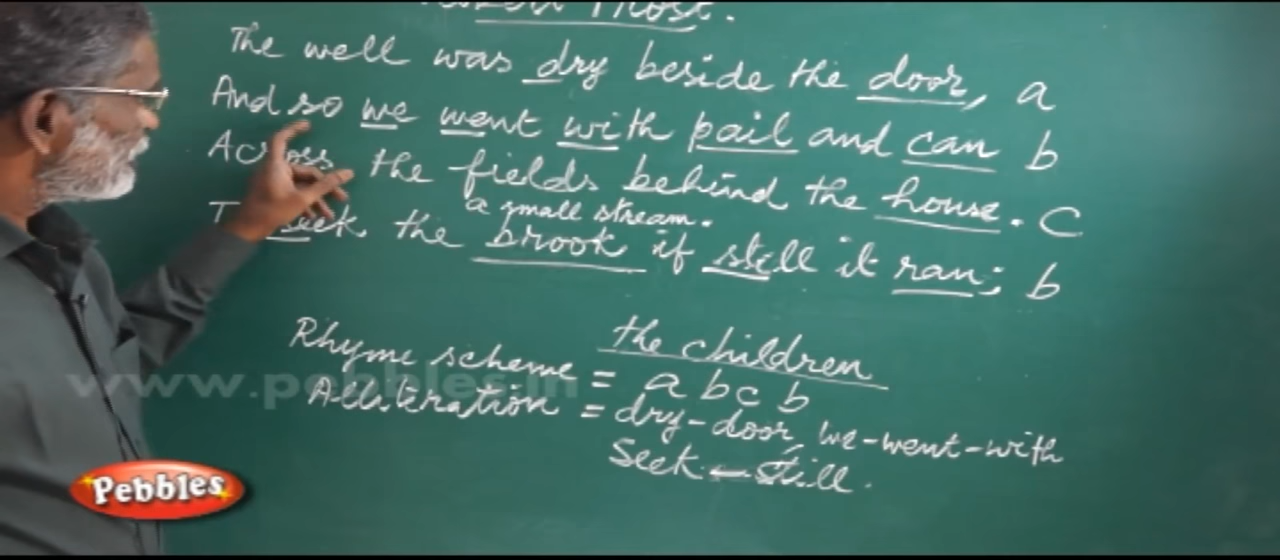 Robert Frost.
The well was dry beside the door, a
And so we went with pail and can b
Across the fields behind the house. C
a small stream.
To seek the brook if still it ran; b
the children
Rhyme scheme = a b c b
Alliteration = dry-door, we-went-with
Seek-still.
www.pebbles.in
Pebbles